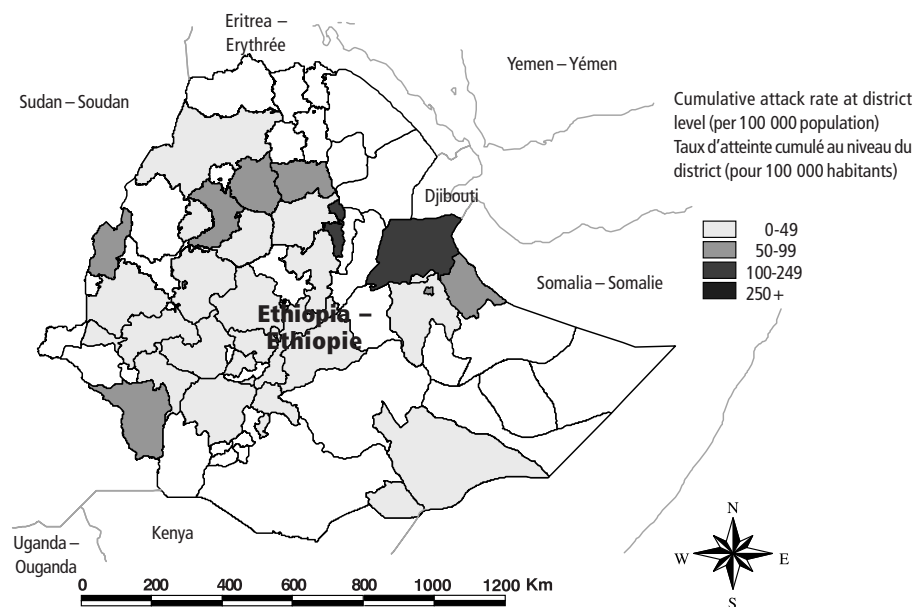 Eritrea –
Erythrée
Yemen – Yémen
Sudan – Soudan
Cumulative attack rate at district
level (per 100 000 population)
Taux d'atteinte cumulé au niveau du
district (pour 100 000 habitants)
Djibouti
0-49
50-99
100-249
250+
Somalia – Somalie
Ethiopia –
Ethiopie
Kenya
Uganda –
Ouganda
N
W E
S
0 200 400 600 800 1000 1200 Km